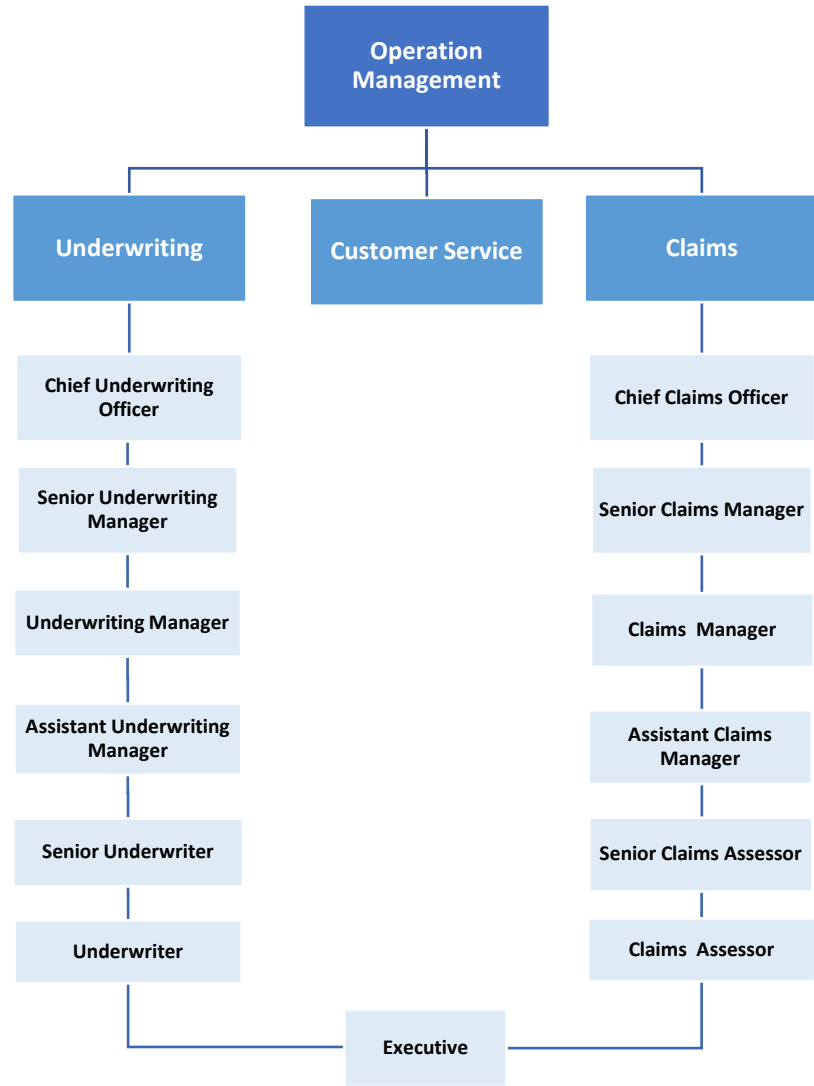 Operation
Management
Underwriting
Customer Service
Claims
Chief Underwriting
Officer
Senior Underwriting
Manager
Underwriting Manager
Assistant Underwriting
Manager
Senior Underwriter
Underwriter
Chief Claims Officer
Senior Claims Manager
Claims  Manager
Assistant Claims
Manager
Senior Claims Assessor
Claims  Assessor
Executive